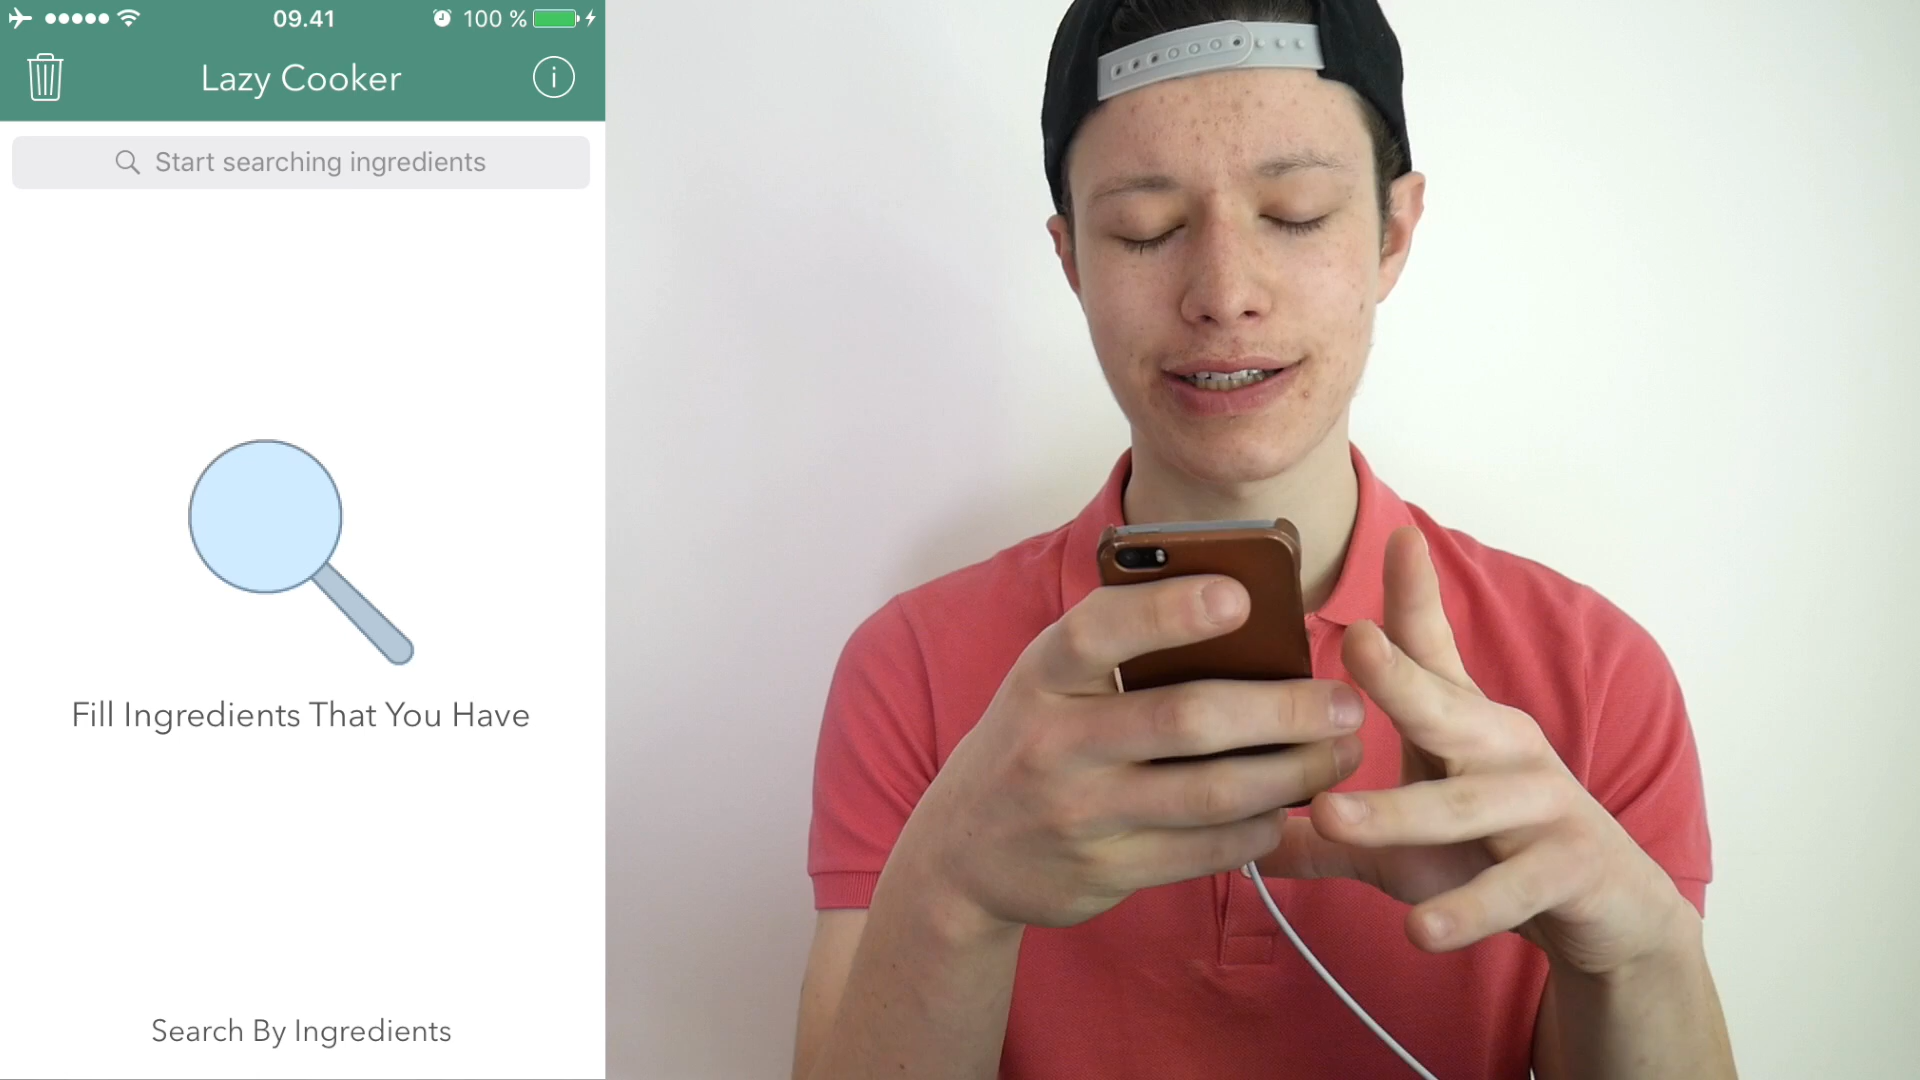 09.41
100 %
Lazy Cooker
Start searching ingredients
Fill Ingredients That You Have
Search By Ingredients